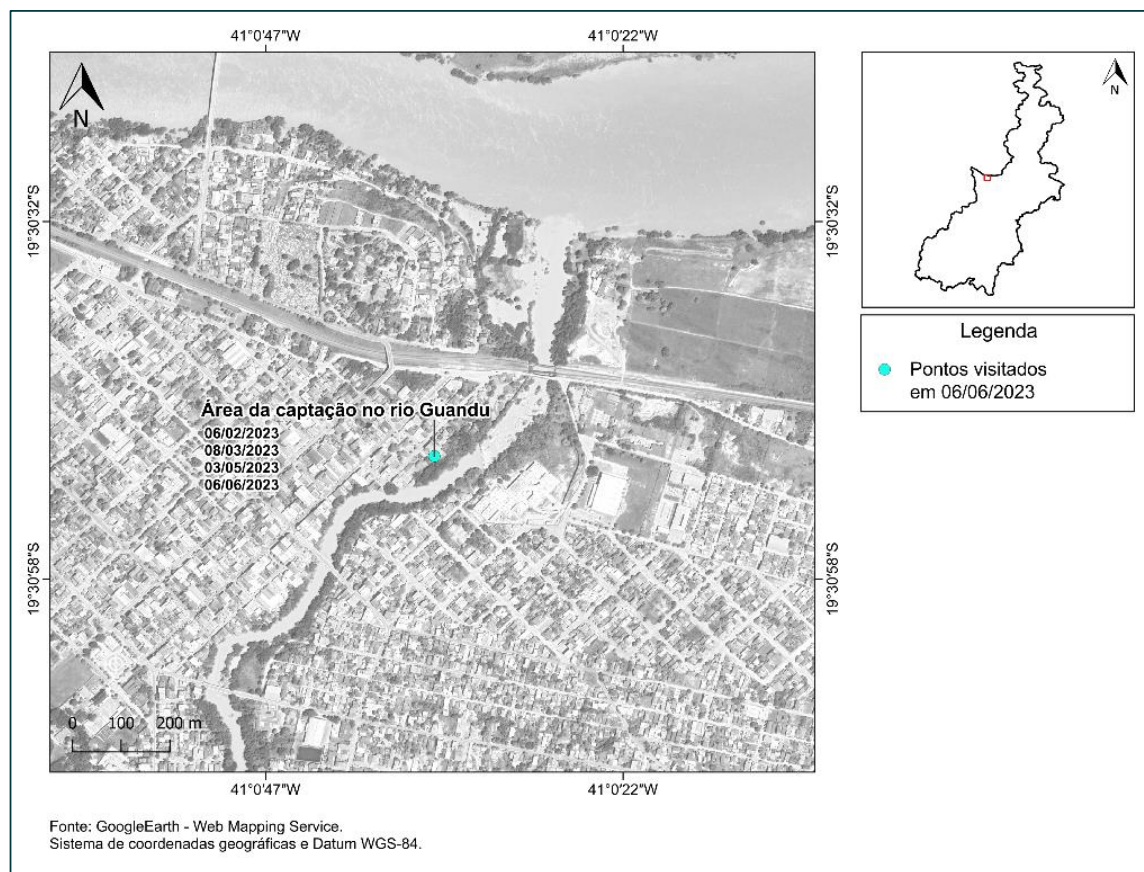 41°0'47"W
41°0'22"W
N
19°30'32"S
19°30'32"S
Área da captação no rio Guandu
06/02/2023
08/03/2023
03/05/2023
06/06/2023
19°30'58"S
19°30'58"S
0 100 200 m
41°0'47"W
41°0'22"W
N
Legenda
Pontos visitados
em 06/06/2023
Fonte: GoogleEarth - Web Mapping Service.
Sistema de coordenadas geográficas e Datum WGS-84.